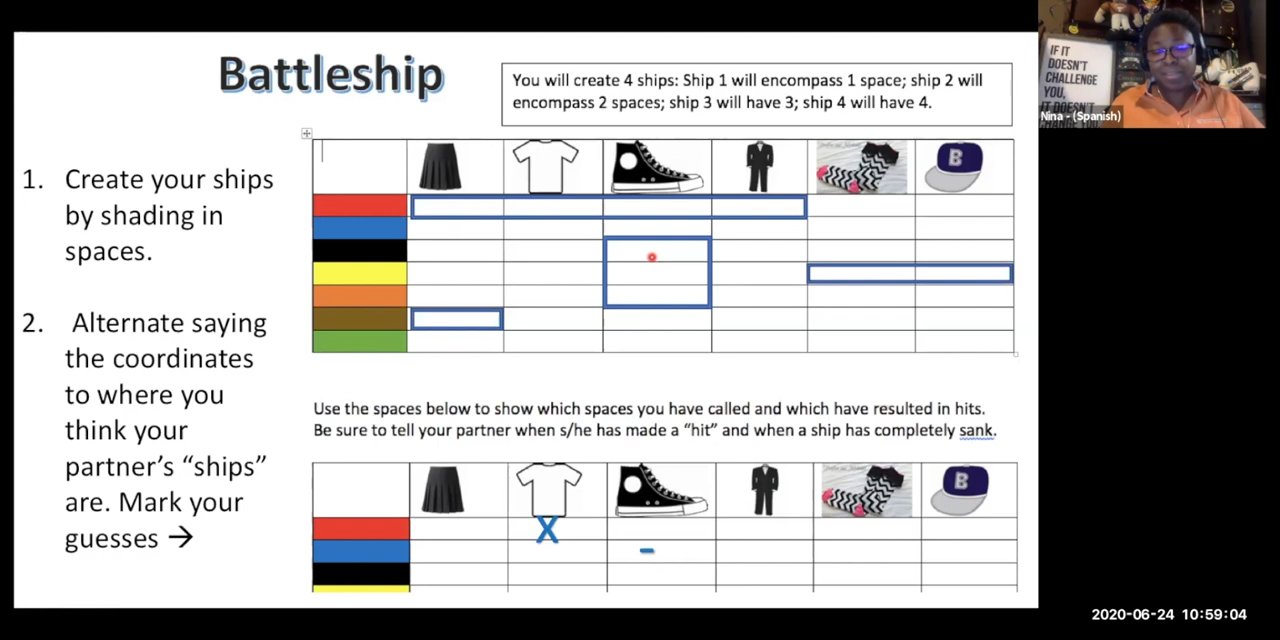 Battleship
You will create 4 ships: Ship 1 will encompass 1 space; ship 2 will
encompass 2 spaces; ship 3 will have 3; ship 4 will have 4.
1. Create your ships
by shading in
spaces.
2. Alternate saying
the coordinates
to where you
think your
partner's "ships"
are. Mark your
guesses →
B
Use the spaces below to show which spaces you have called and which have resulted in hits.
Be sure to tell your partner when s/he has made a "hit" and when a ship has completely sank.
B
X
-
IF IT
DOESN'T
CHALLENGE
YOU,
IT DOESN'T
CHANGE YOU.
Nina - (Spanish)
2020-06-24 10:59:04